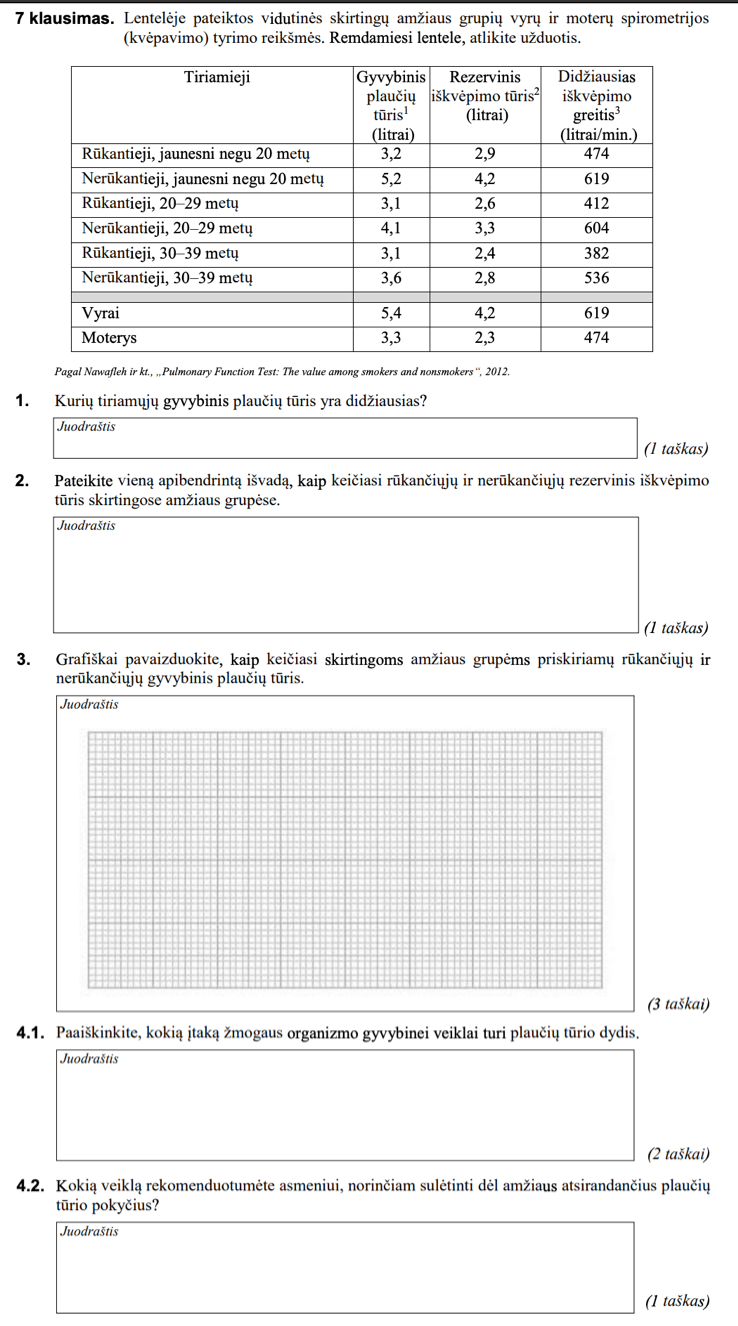 7 klausimas. Lentelėje pateiktos vidutinės skirtingų amžiaus grupių vyrų ir moterų spirometrijos
(kvėpavimo) tyrimo reikšmės. Remdamiesi lentele, atlikite užduotis.
Tiriamieji Gyvybinis plaučių tūris¹ (litrai) Rezervinis iškvėpimo tūris² (litrai) Didžiausias iškvėpimo greitis³ (litrai/min.)
Rūkantieji, jaunesni negu 20 metų 3,2 2,9 474
Nerūkantieji, jaunesni negu 20 metų 5,2 4,2 619
Rūkantieji, 20–29 metų 3,1 2,6 412
Nerūkantieji, 20–29 metų 4,1 3,3 604
Rūkantieji, 30–39 metų 3,1 2,4 382
Nerūkantieji, 30–39 metų 3,6 2,8 536
Vyrai 5,4 4,2 619
Moterys 3,3 2,3 474
Pagal Nawafleh ir kt., „Pulmonary Function Test: The value among smokers and nonsmokers“, 2012.
1. Kurių tiriamųjų gyvybinis plaučių tūris yra didžiausias?
Juodraštis
(1 taškas)
2. Pateikite vieną apibendrintą išvadą, kaip keičiasi rūkančiųjų ir nerūkančiųjų rezervinis iškvėpimo
tūris skirtingose amžiaus grupėse.
Juodraštis
(1 taškas)
3. Grafiškai pavaizduokite, kaip keičiasi skirtingoms amžiaus grupėms priskiriamų rūkančiųjų ir
nerūkančiųjų gyvybinis plaučių tūris.
Juodraštis
(3 taškai)
4.1. Paaiškinkite, kokią įtaką žmogaus organizmo gyvybinei veiklai turi plaučių tūrio dydis.
Juodraštis
(2 taškai)
4.2. Kokią veiklą rekomenduotumėte asmeniui, norinčiam sulėtinti dėl amžiaus atsirandančius plaučių
tūrio pokyčius?
Juodraštis
(1 taškas)